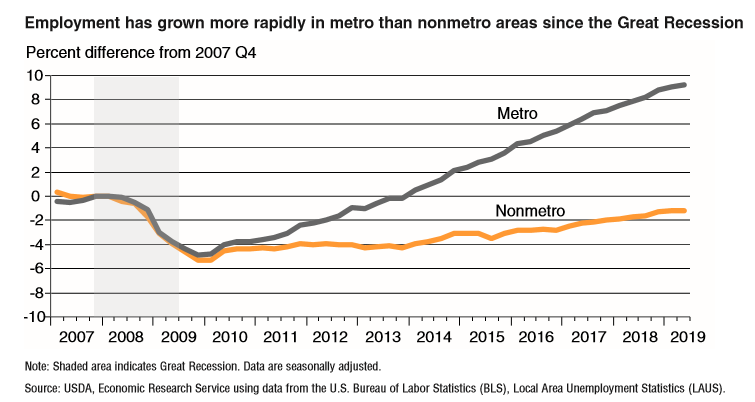 Employment has grown more rapidly in metro than nonmetro areas since the Great Recession
Percent difference from 2007 Q4
10
8
6
4
2
0
-2
-4
-6
-8
-10
Metro
Nonmetro
2007 2008 2009 2010 2011 2012 2013 2014 2015 2016 2017 2018 2019
Note: Shaded area indicates Great Recession. Data are seasonally adjusted.
Source: USDA, Economic Research Service using data from the U.S. Bureau of Labor Statistics (BLS), Local Area Unemployment Statistics (LAUS).